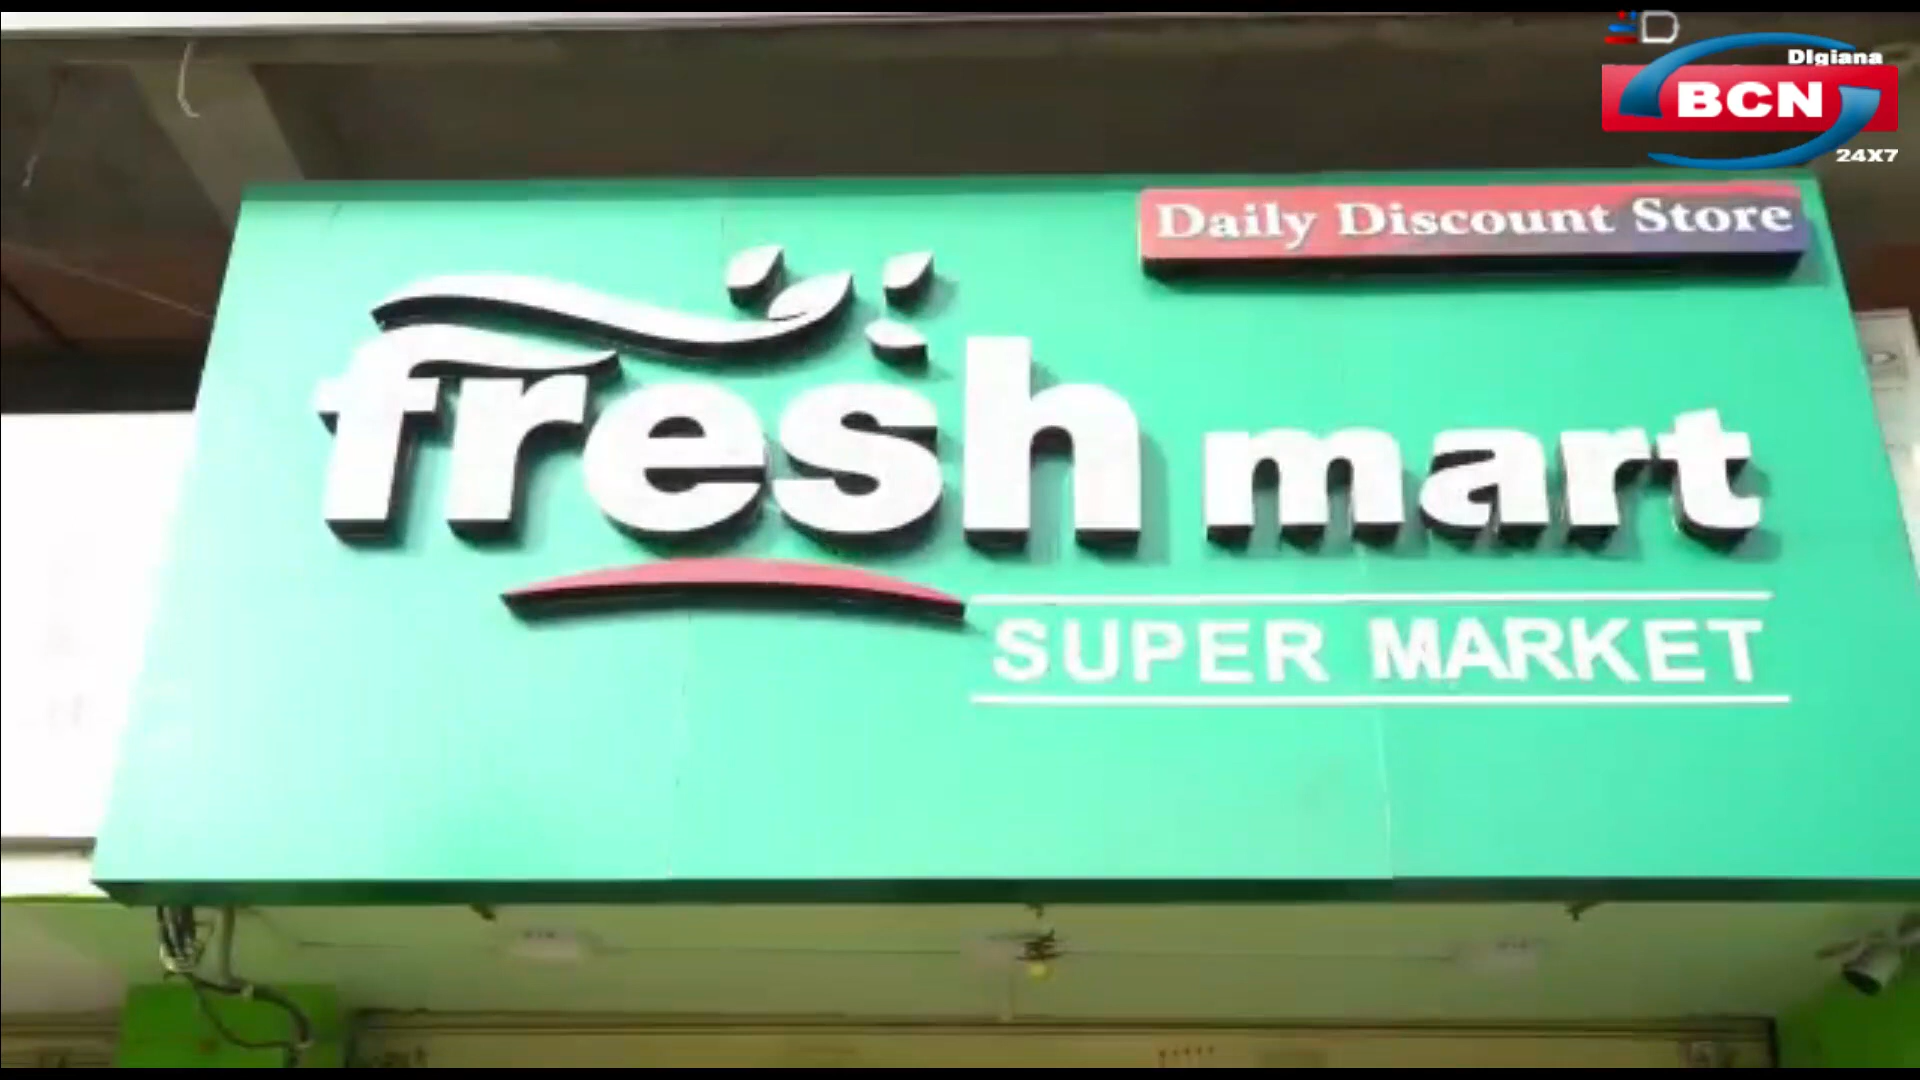 DIgiana
BCN
24X7
Daily Discount Store
fresh mart
SUPER MARKET